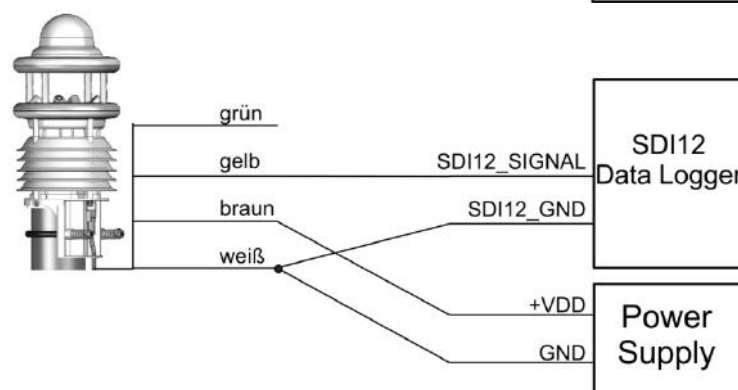 grün
gelb
SDI12_SIGNAL
SDI12
Data Logger
braun
SDI12_GND
weiß
+VDD
Power
Supply
GND